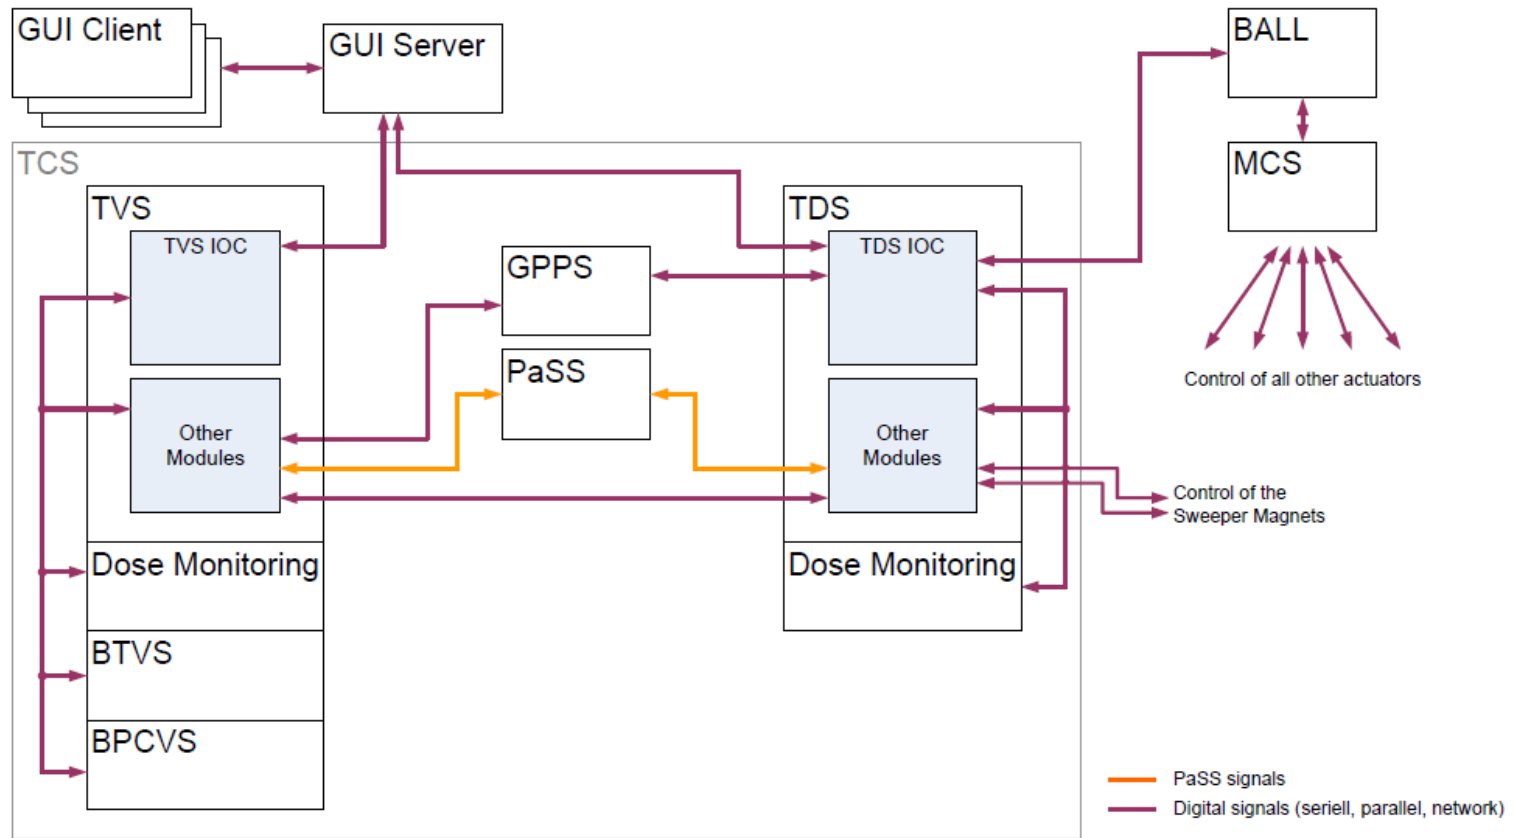 GUI Client
GUI Server
BALL
MCS
TCS
TVS
TDS
TVS IOC
TDS IOC
GPPS
PaSS
Control of all other actuators
Other
Modules
Other
Modules
Control of the
Sweeper Magnets
Dose Monitoring
Dose Monitoring
BTVS
BPCVS
PaSS signals
Digital signals (seriell, parallel, network)